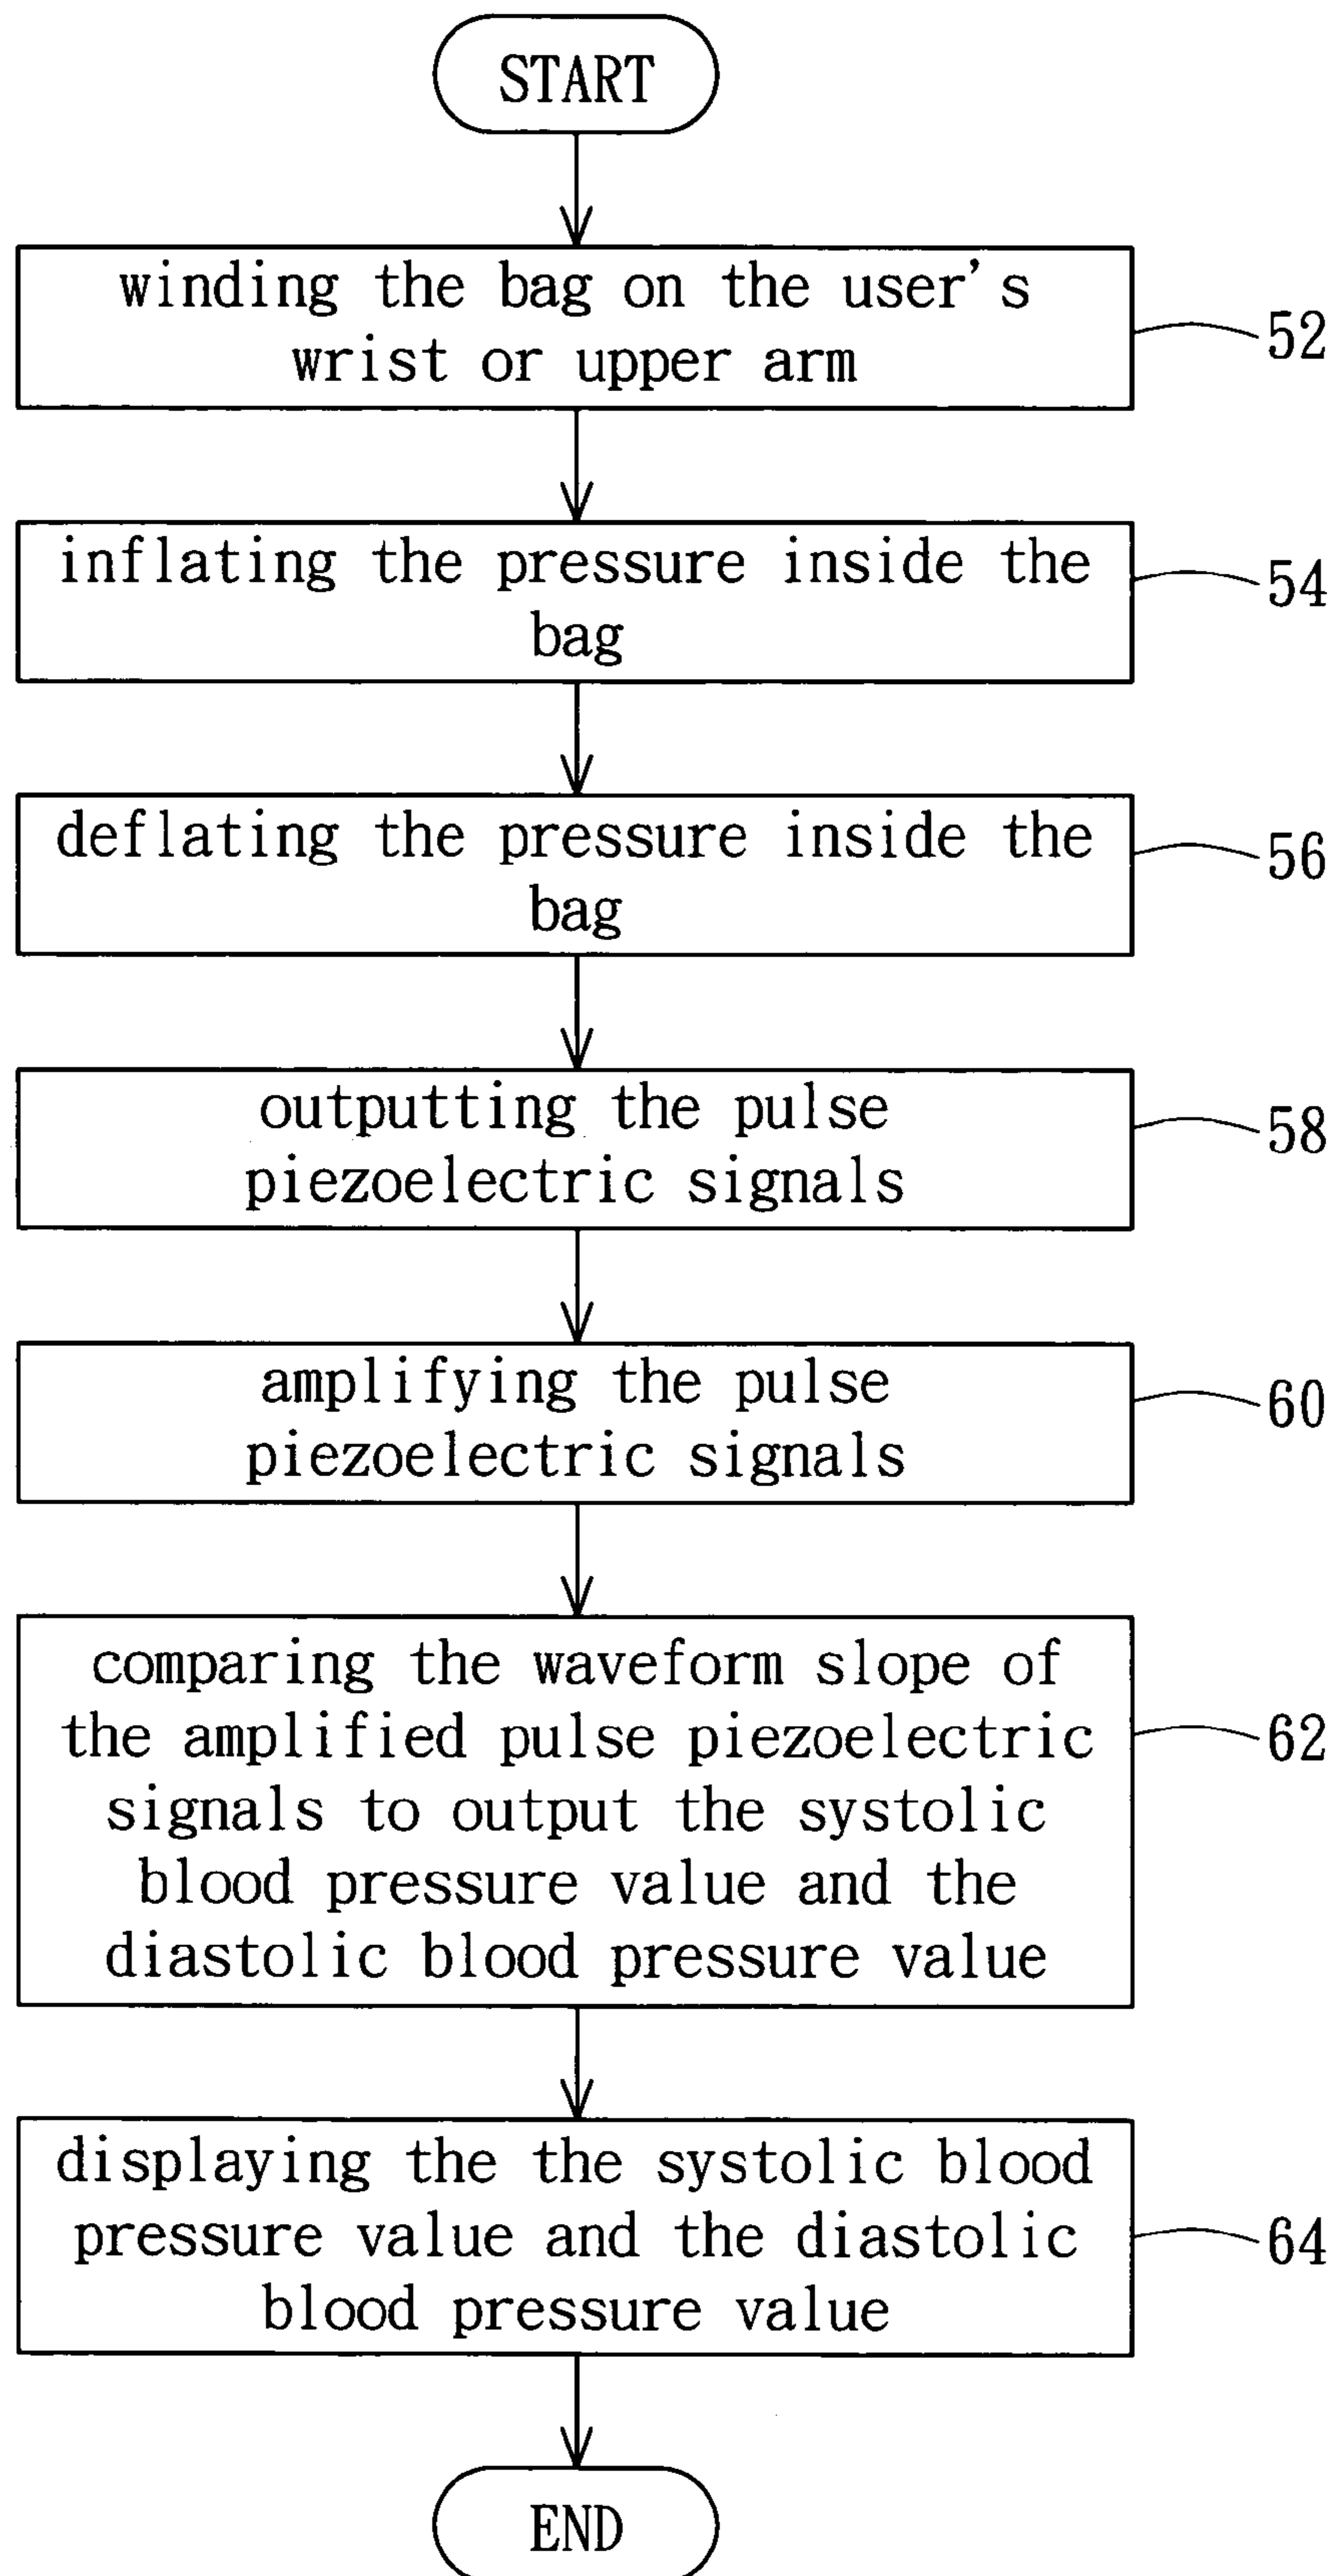 START
winding the bag on the user's
wrist or upper arm
52
inflating the pressure inside the
bag
54
deflating the pressure inside the
bag
56
outputting the pulse
piezoelectric signals
58
amplifying the pulse
piezoelectric signals
60
comparing the waveform slope of
the amplified pulse piezoelectric
signals to output the systolic
blood pressure value and the
diastolic blood pressure value
62
displaying the the systolic blood
pressure value and the diastolic
blood pressure value
64
END